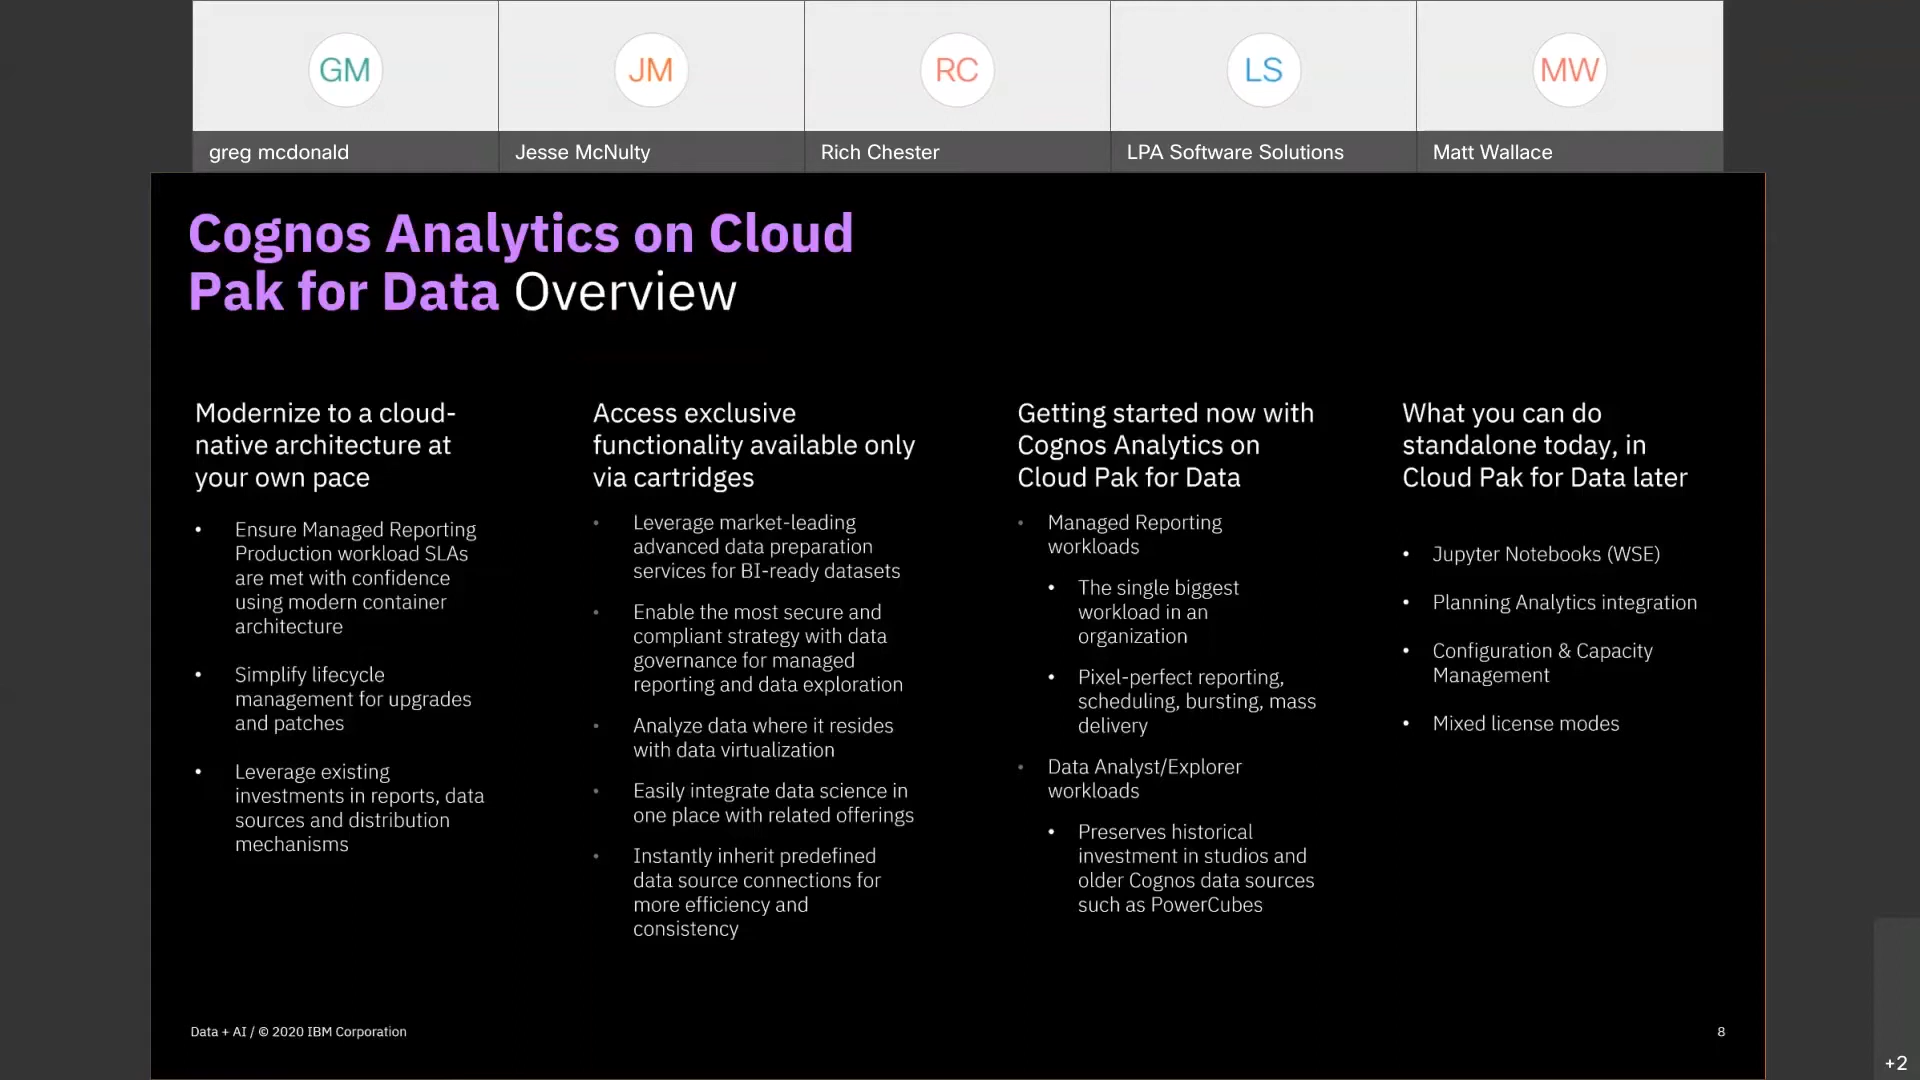 GM
JM
RC
LS
MW
greg mcdonald
Jesse McNulty
Rich Chester
LPA Software Solutions
Matt Wallace
Cognos Analytics on Cloud
Pak for Data Overview
Modernize to a cloud-
native architecture at
your own pace
• Ensure Managed Reporting
Production workload SLAs
are met with confidence
using modern container
architecture
• Simplify lifecycle
management for upgrades
and patches
• Leverage existing
investments in reports, data
sources and distribution
mechanisms
Access exclusive
functionality available only
via cartridges
• Leverage market-leading
advanced data preparation
services for BI-ready datasets
• Enable the most secure and
compliant strategy with data
governance for managed
reporting and data exploration
• Analyze data where it resides
with data virtualization
• Easily integrate data science in
one place with related offerings
• Instantly inherit predefined
data source connections for
more efficiency and
consistency
Getting started now with
Cognos Analytics on
Cloud Pak for Data
• Managed Reporting
workloads
• The single biggest
workload in an
organization
• Pixel-perfect reporting,
scheduling, bursting, mass
delivery
• Data Analyst/Explorer
workloads
• Preserves historical
investment in studios and
older Cognos data sources
such as PowerCubes
What you can do
standalone today, in
Cloud Pak for Data later
• Jupyter Notebooks (WSE)
• Planning Analytics integration
• Configuration & Capacity
Management
• Mixed license modes
Data + AI / © 2020 IBM Corporation
8
+2